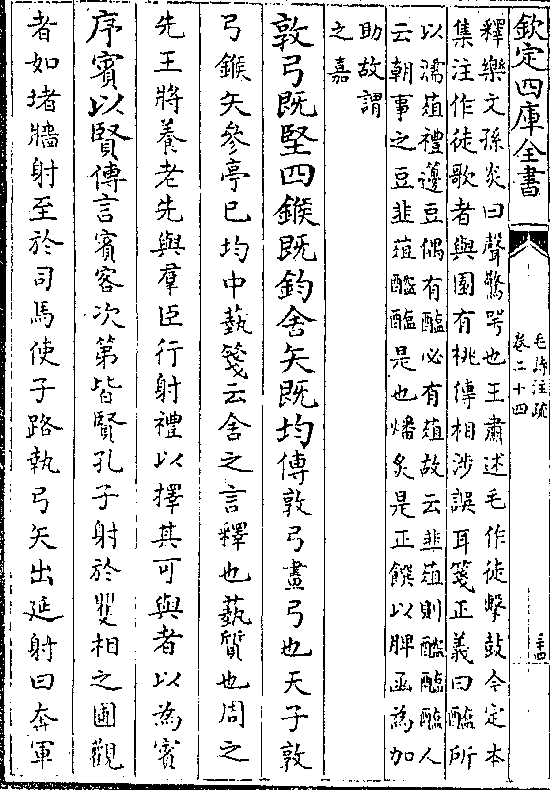 欽定四庫全書
毛詩注疏
卷二十四
釋樂文孫炎曰聲驚咢也王肅述毛作徒擊鼓今定本
集注作徒歌者與園有桃傳相涉誤耳箋正義曰醢所
以濡菹禮籩豆偶有醢必有菹故云韭菹則醓醢醢人
云朝事之豆韭菹醓醢是也燔炙是正饌以脾函為加
助故謂
之嘉
敦弓既堅四鍭既鈞舍矢既均傳敦弓畫弓也天子敦
弓鍭矢參亭已均中蓺箋云舍之言釋也蓺質也周之
先王將養老先與羣臣行射禮以擇其可與者以為賓
序賓以賢傳言賓客次第皆賢孔子射於矍相之圃觀
者如堵牆射至於司馬使子路執弓矢出延射曰奔軍